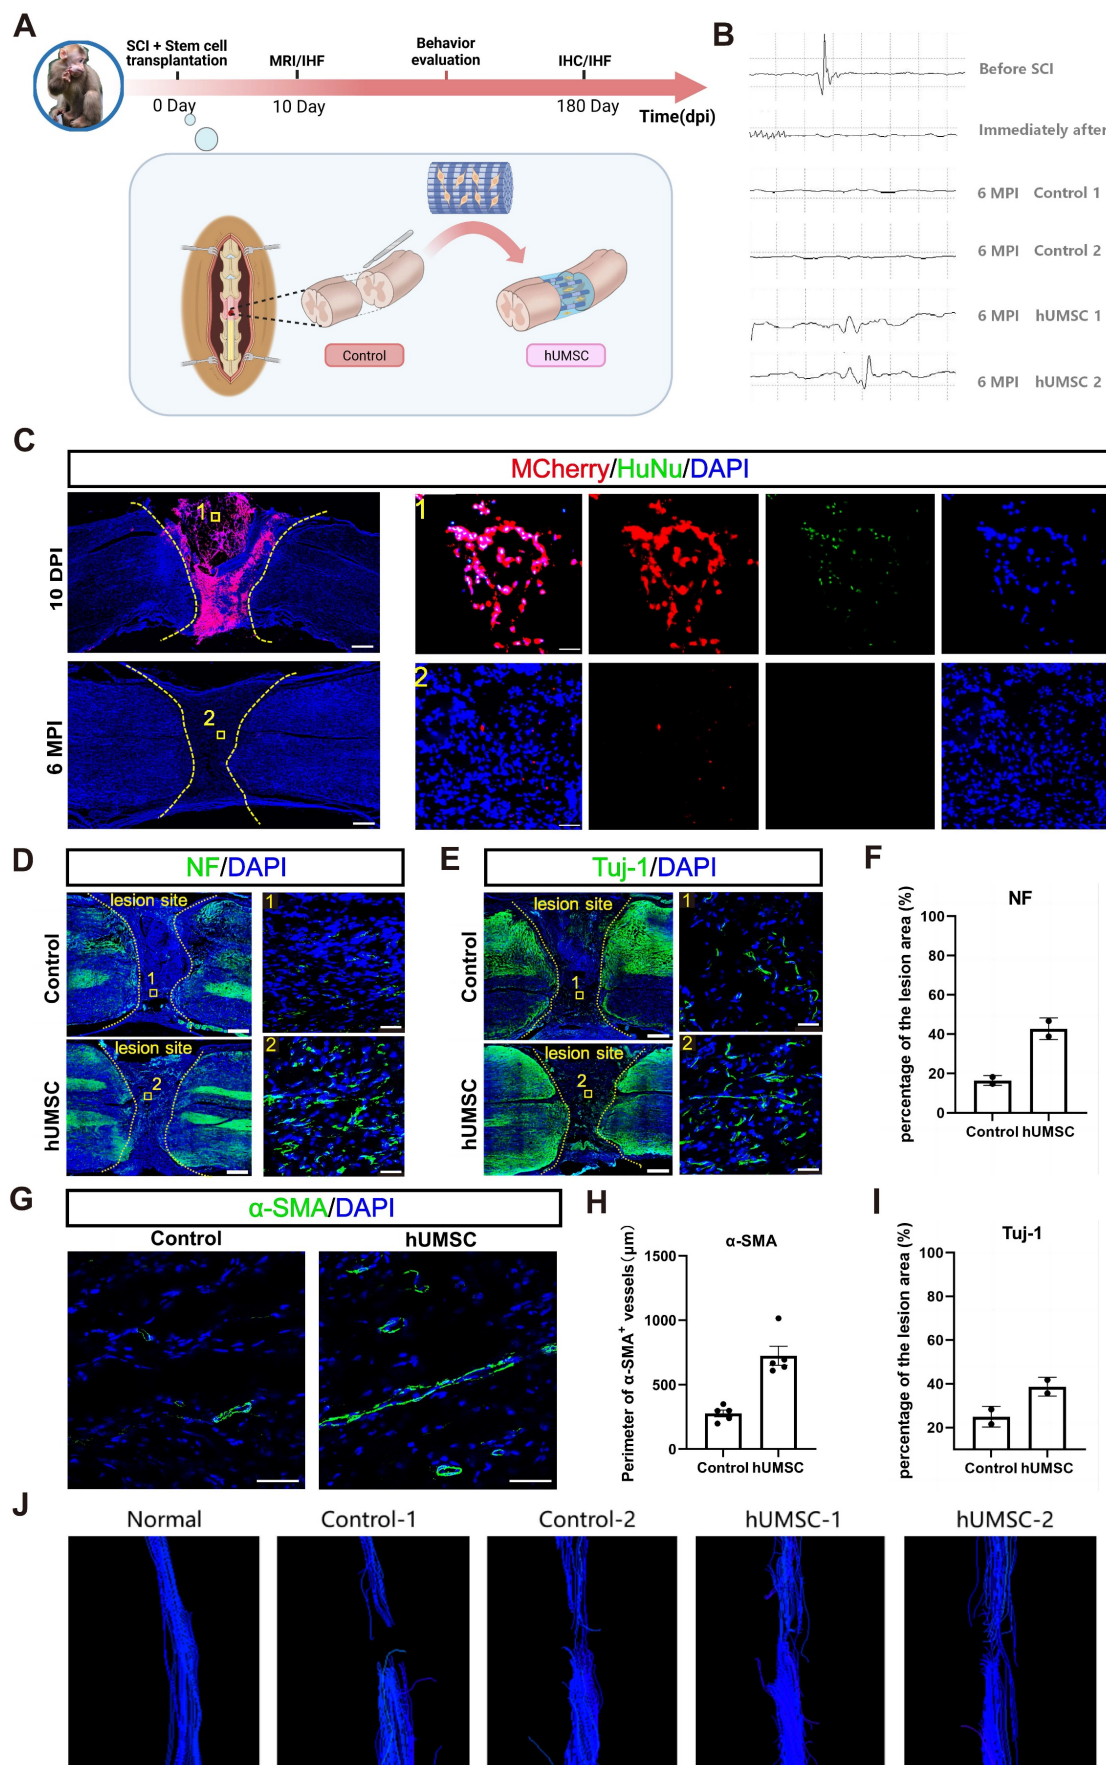 A
SCI + Stem cell
transplantation
MRI/IHF
Behavior
evaluation
IHC/IHF
0 Day
10 Day
180 Day
Time(dpi)
Control
hUMSC
B
Before SCI
Immediately after
6 MPI Control 1
6 MPI Control 2
6 MPI hUMSC 1
6 MPI hUMSC 2
C
MCherry/HuNu/DAPI
10 DPI
1
1
6 MPI
2
2
D
NF/DAPI
Control
lesion site
1
1
hUMSC
lesion site
2
2
E
Tuj-1/DAPI
Control
lesion site
1
1
hUMSC
lesion site
2
2
F
NF
percentage of the lesion area (%)
100
80
60
40
20
0
Control hUMSC
G
α-SMA/DAPI
Control
hUMSC
H
α-SMA
Perimeter of α-SMA⁺ vessels (μm)
1500
1000
500
0
Control hUMSC
I
Tuj-1
percentage of the lesion area (%)
100
80
60
40
20
Control hUMSC
J
Normal
Control-1
Control-2
hUMSC-1
hUMSC-2